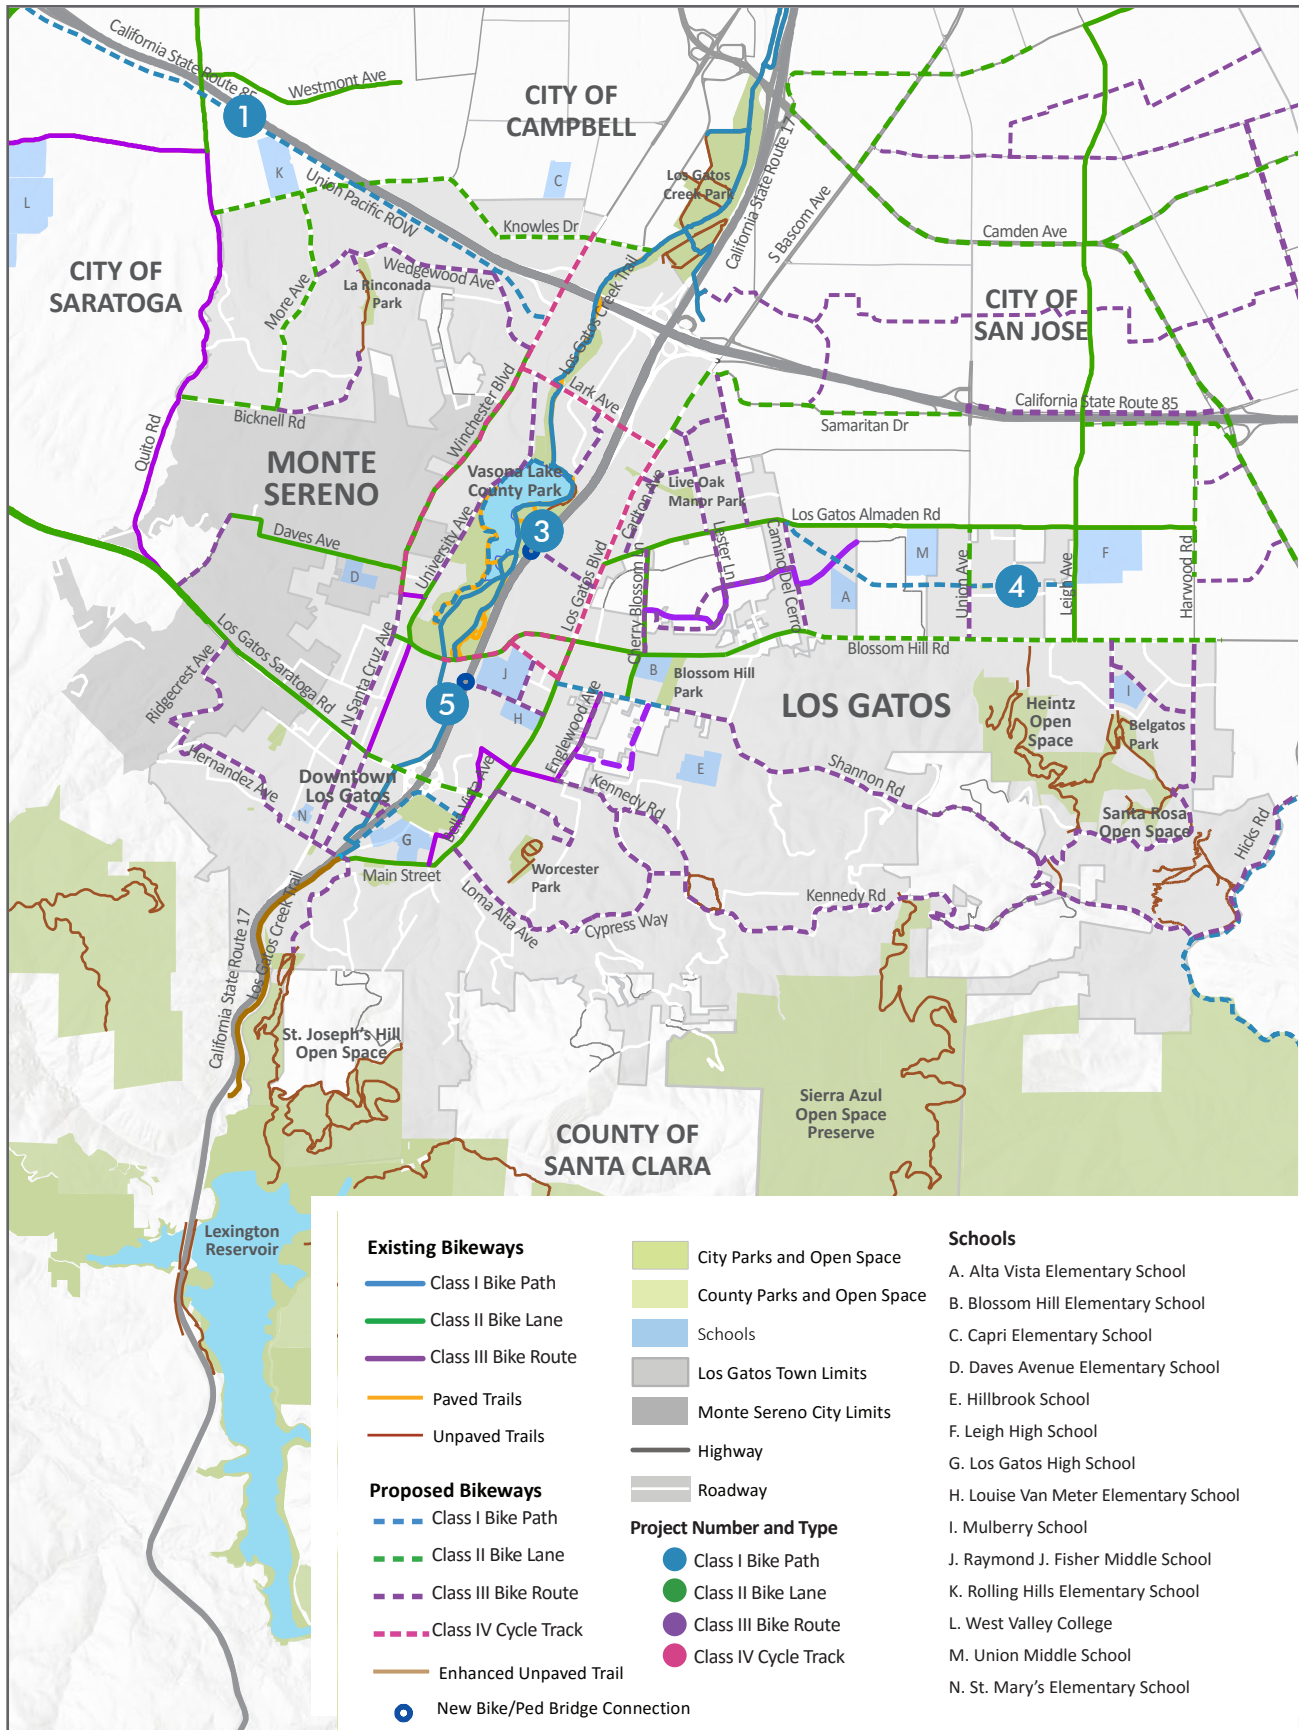 California State Route 85
Westmont Ave
1
CITY OF
CAMPBELL
K
L
C
Union Pacific ROW
Los Gatos
Creek Park
California State Route 17
S Bascom Ave
Knowles Dr
Camden Ave
CITY OF
SARATOGA
Wedgewood Ave
La Rinconada
Park
More Ave
Los Gatos Creek Trail
CITY OF
SAN JOSE
Winchester Blvd
Lark Ave
California State Route 85
Bicknell Rd
Samaritan Dr
Quito Rd
MONTE
SERENO
Vasona Lake
County Park
Live Oak
Manor Park
Carlton Ave
Los Gatos Almaden Rd
3
Daves Ave
University Ave
Lester Ln
Camino Del Cerro
D
M
F
A
4
Union Ave
Leigh Ave
Harwood Rd
Los Gatos Blvd
Cherry Blossom Ln
Los Gatos Saratoga Rd
N Santa Cruz Ave
Blossom Hill Rd
Ridgecrest Ave
J
B
Blossom Hill
Park
5
H
LOS GATOS
Heintz
Open
Space
I
Belgatos
Park
Englewood Ave
Hernandez Ave
Downtown
Los Gatos
Bella Vista Ave
E
Kennedy Rd
Shannon Rd
N
G
Santa Rosa
Open Space
Hicks Rd
Main Street
Worcester
Park
Loma Alta Ave
Cypress Way
Kennedy Rd
California State Route 17
Los Gatos Creek Trail
St. Joseph's Hill
Open Space
Sierra Azul
Open Space
Preserve
COUNTY OF
SANTA CLARA
Lexington
Reservoir
Existing Bikeways
Class I Bike Path
Class II Bike Lane
Class III Bike Route
Paved Trails
Unpaved Trails
Proposed Bikeways
Class I Bike Path
Class II Bike Lane
Class III Bike Route
Class IV Cycle Track
Enhanced Unpaved Trail
New Bike/Ped Bridge Connection
City Parks and Open Space
County Parks and Open Space
Schools
Los Gatos Town Limits
Monte Sereno City Limits
Highway
Roadway
Project Number and Type
Class I Bike Path
Class II Bike Lane
Class III Bike Route
Class IV Cycle Track
Schools
A. Alta Vista Elementary School
B. Blossom Hill Elementary School
C. Capri Elementary School
D. Daves Avenue Elementary School
E. Hillbrook School
F. Leigh High School
G. Los Gatos High School
H. Louise Van Meter Elementary School
I. Mulberry School
J. Raymond J. Fisher Middle School
K. Rolling Hills Elementary School
L. West Valley College
M. Union Middle School
N. St. Mary's Elementary School